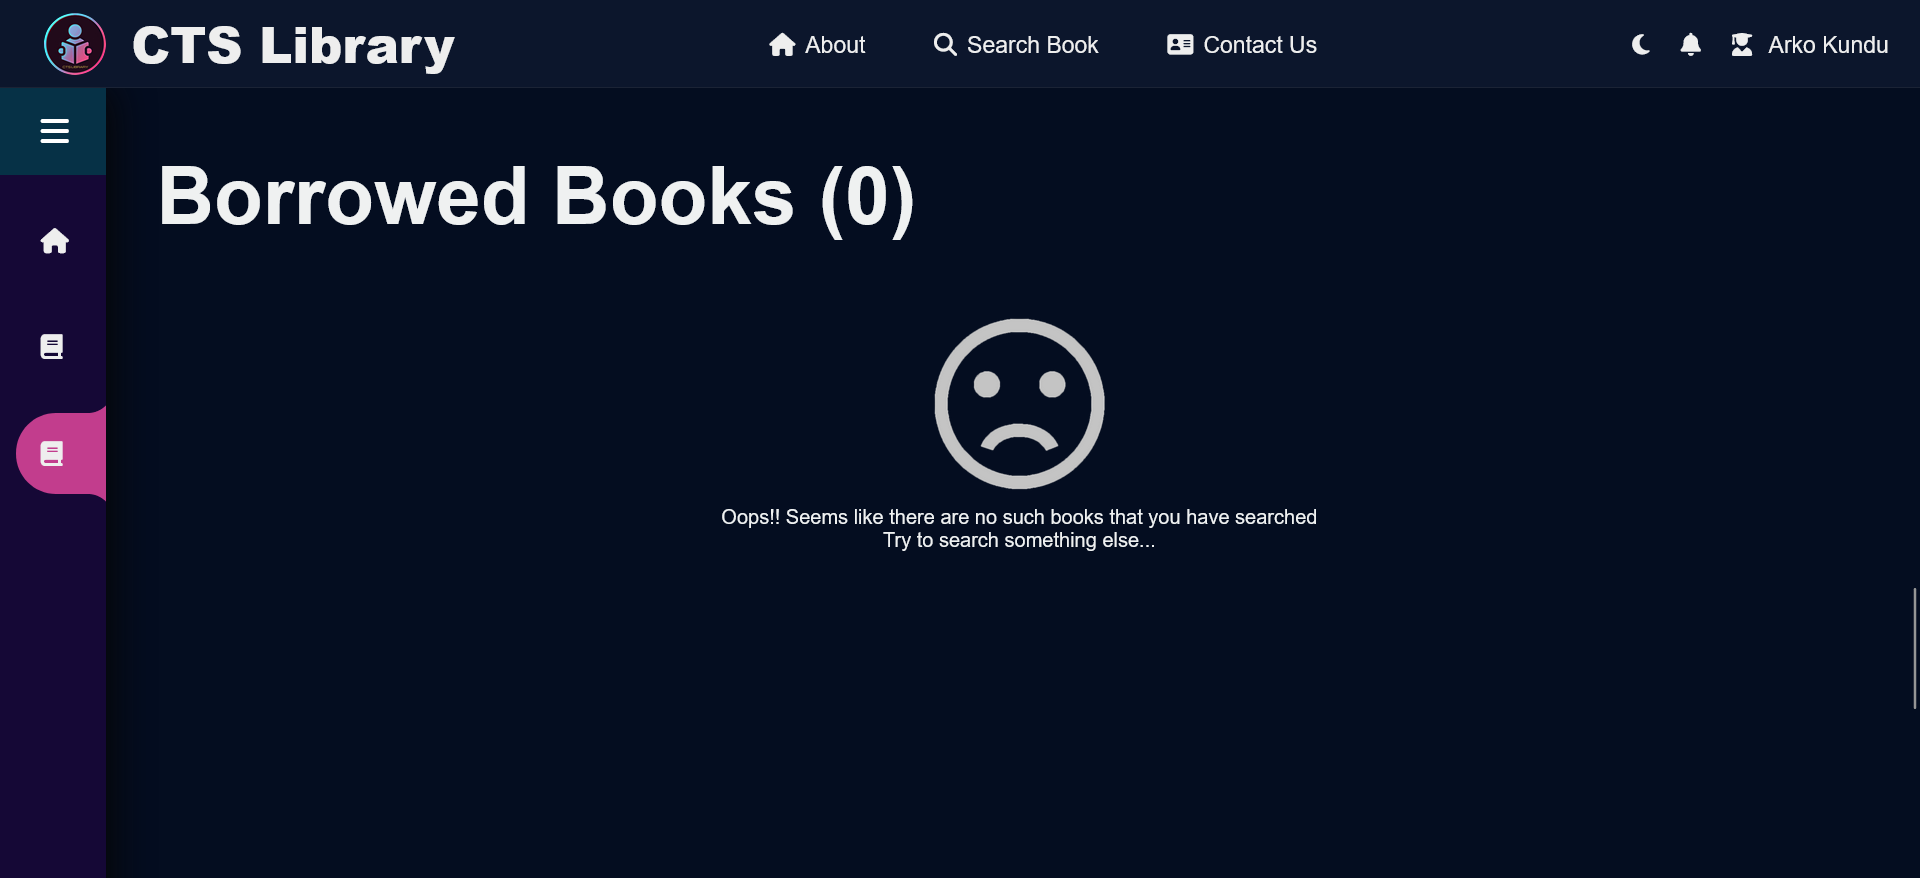 CTS Library
About
Search Book
Contact Us
Arko Kundu
Borrowed Books (0)
Oops!! Seems like there are no such books that you have searched
Try to search something else...